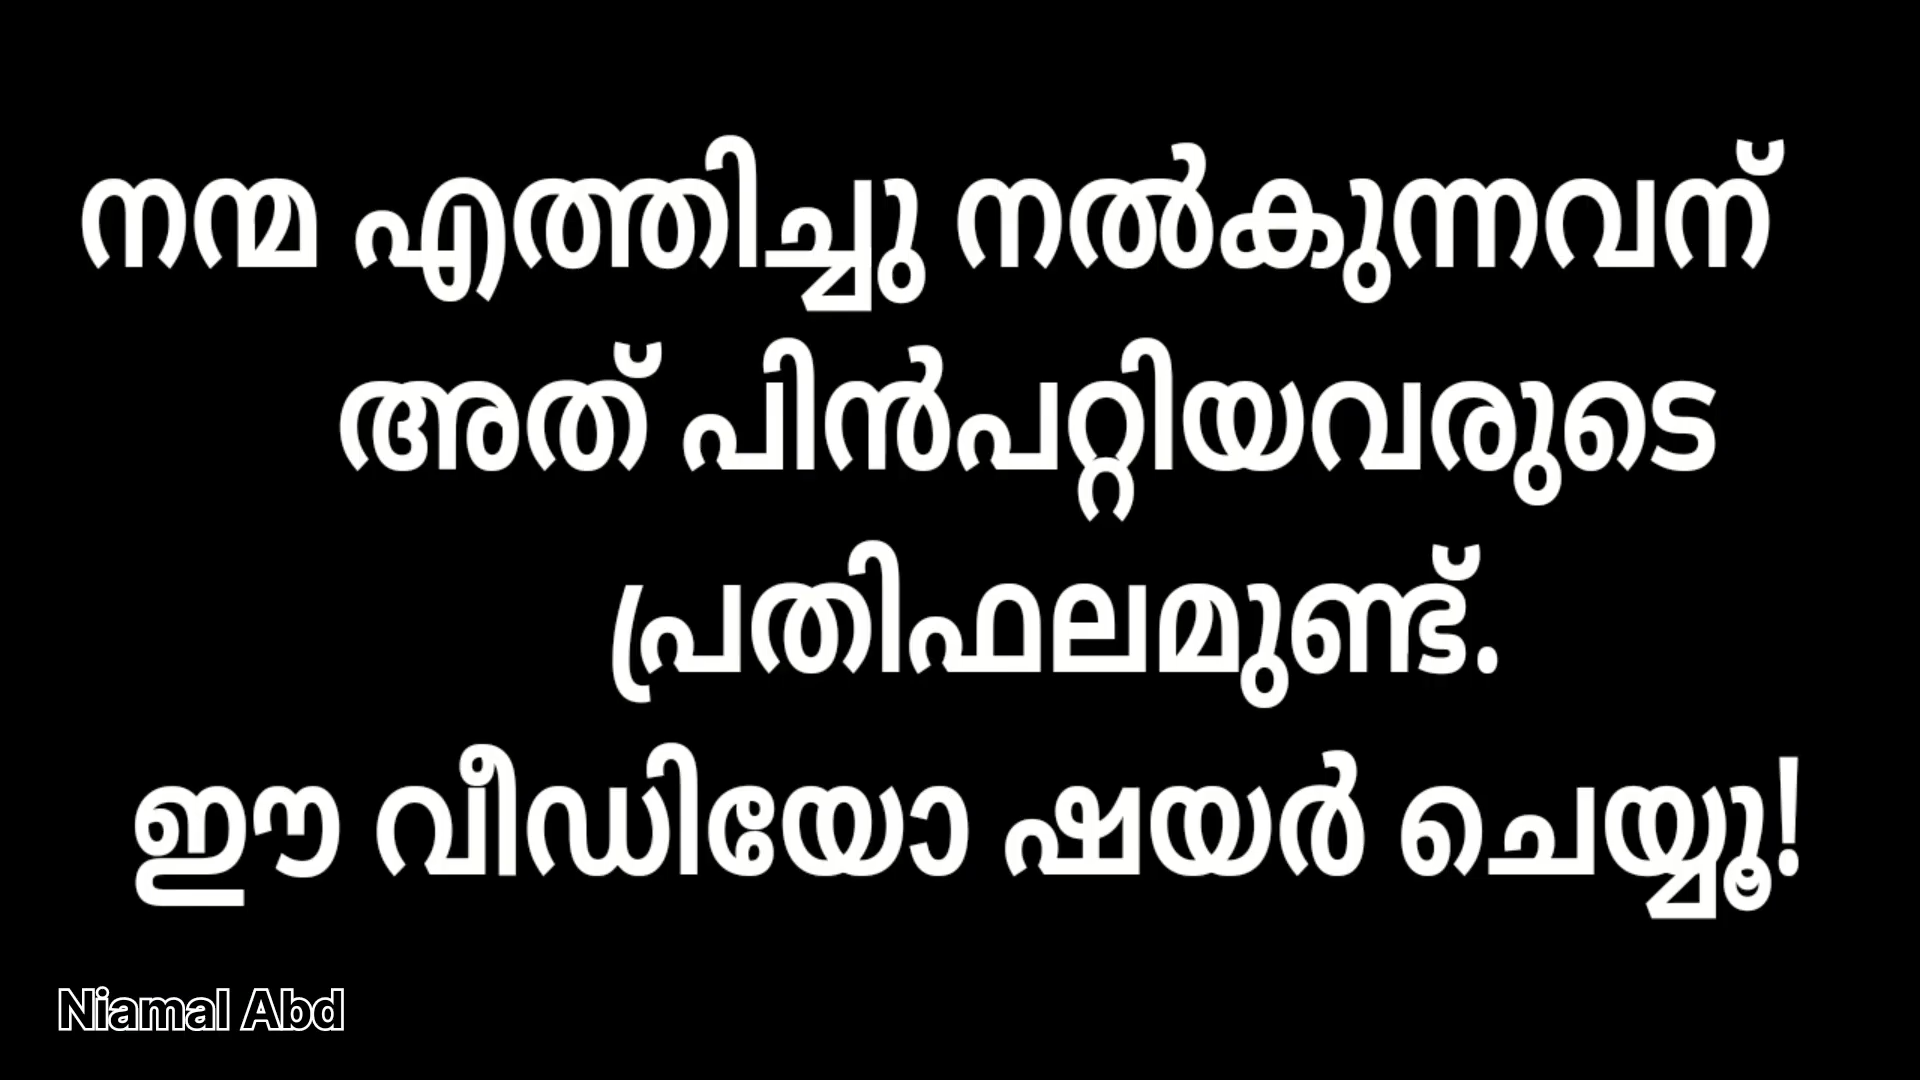 നന്മ എത്തിച്ചു നൽകുന്നവന്
അത് പിൻപറ്റിയവരുടെ
പ്രതിഫലമുണ്ട്.
ഈ വീഡിയോ ഷയർ ചെയ്യൂ!
Niamal Abd